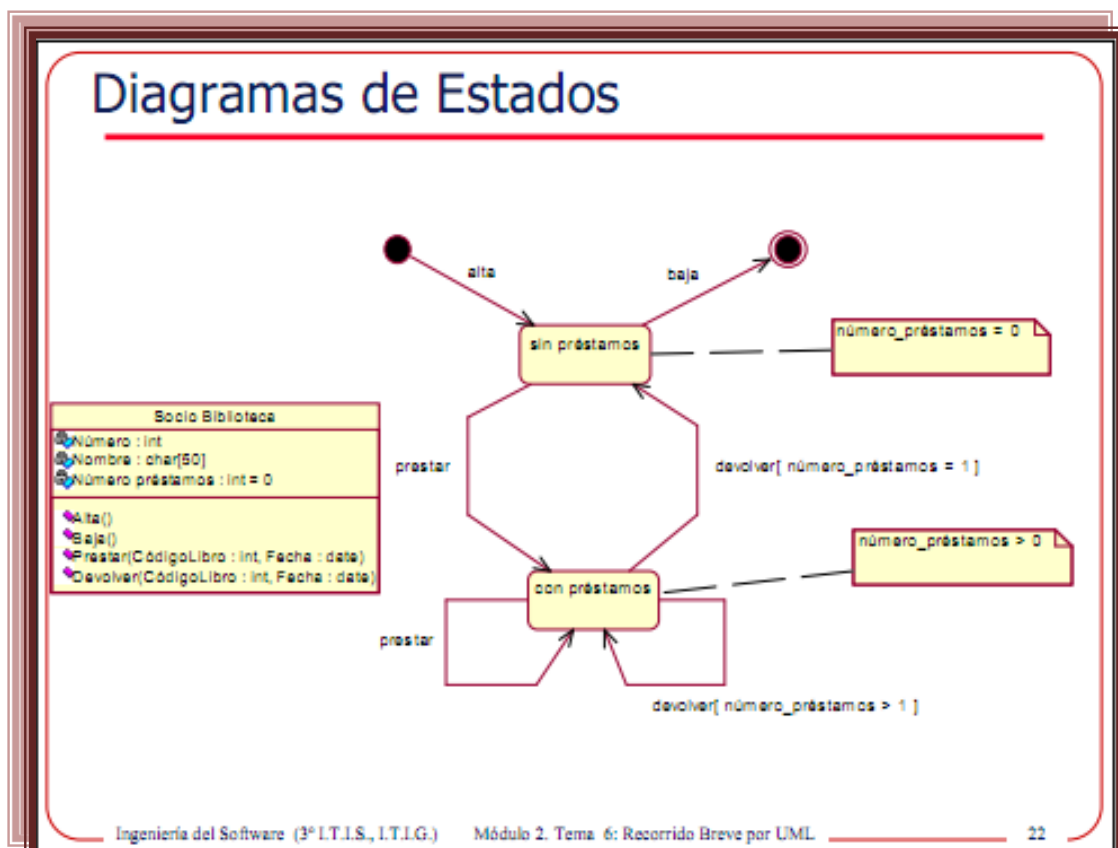 Diagramas de Estados
alta
baja
sin préstamos
número_préstamos = 0
Socio Biblioteca
Número : int
Nombre : char[50]
Número préstamos : int = 0
Alta()
Baja()
Prestar(CódigoLibro : int, Fecha : date)
Devolver(CódigoLibro : int, Fecha : date)
prestar
devolver[ número_préstamos = 1 ]
número_préstamos > 0
con préstamos
prestar
devolver[ número_préstamos > 1 ]
Ingeniería del Software (3º I.T.I.S., I.T.I.G.) Módulo 2. Tema 6: Recorrido Breve por UML 22